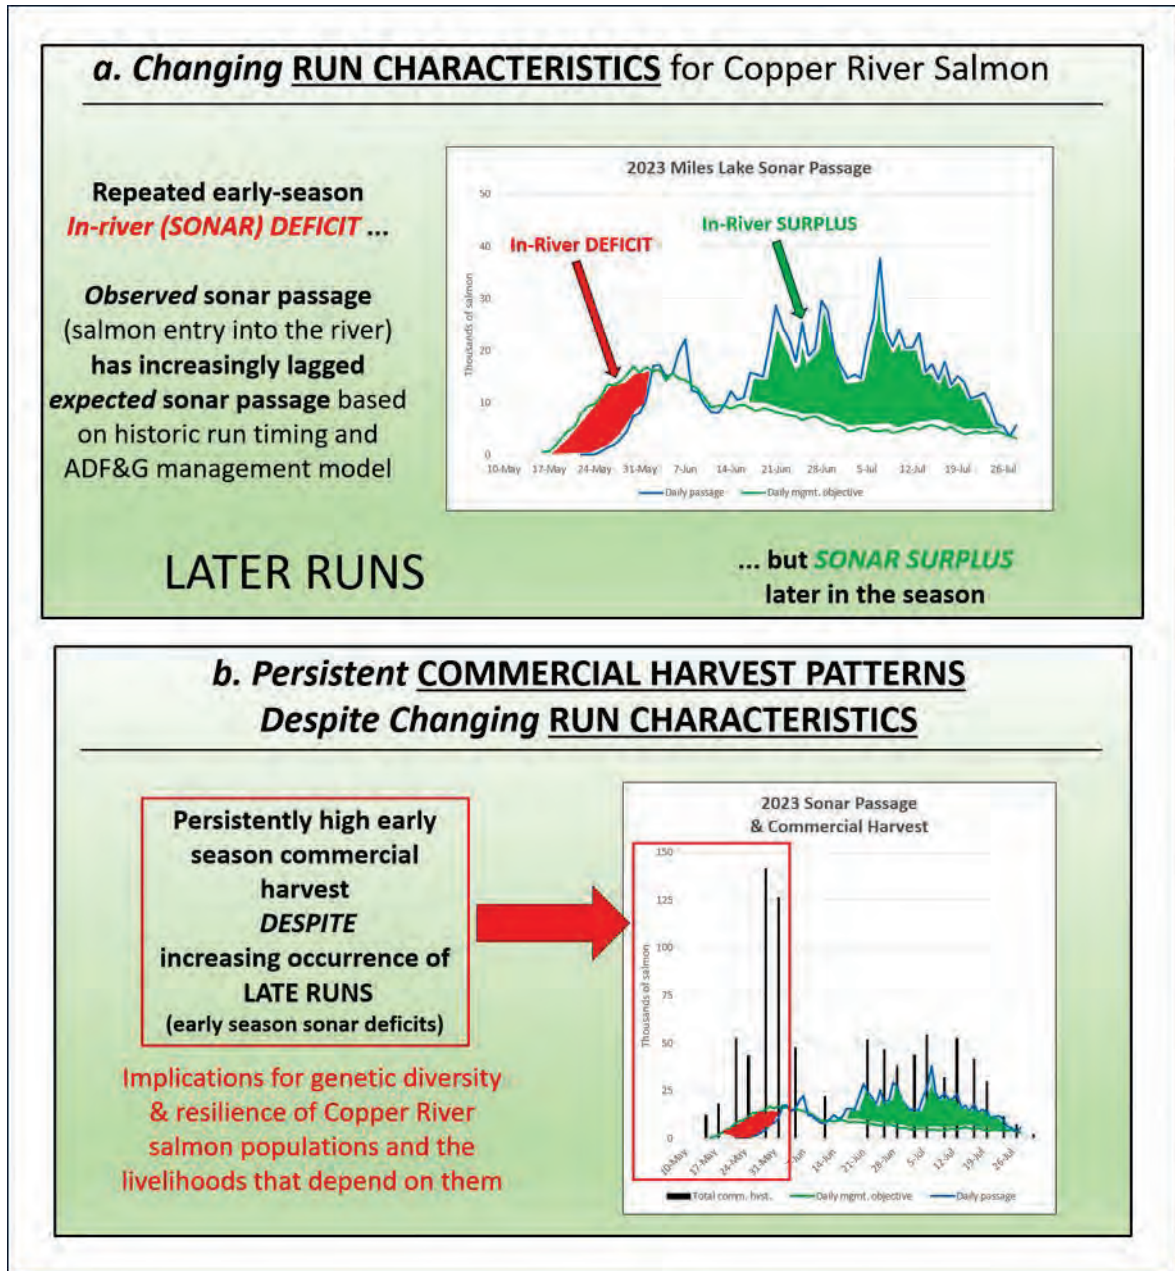 a. Changing RUN CHARACTERISTICS for Copper River Salmon
Repeated early-season
In-river (SONAR) DEFICIT ...
Observed sonar passage
(salmon entry into the river)
has increasingly lagged
expected sonar passage based
on historic run timing and
ADF&G management model
LATER RUNS
2023 Miles Lake Sonar Passage
In-River SURPLUS
In-River DEFICIT
Thousands of salmon
50
40
30
20
10
0
10-May 17-May 24-May 31-May 7-Jun 14-Jun 21-Jun 28-Jun 5-Jul 12-Jul 19-Jul 26-Jul
Daily passage Daily mgmt. objective
... but SONAR SURPLUS
later in the season
b. Persistent COMMERCIAL HARVEST PATTERNS
Despite Changing RUN CHARACTERISTICS
Persistently high early
season commercial
harvest
DESPITE
increasing occurrence of
LATE RUNS
(early season sonar deficits)
Implications for genetic diversity
& resilience of Copper River
salmon populations and the
livelihoods that depend on them
2023 Sonar Passage
& Commercial Harvest
Thousands of salmon
150
125
100
75
50
25
0
10-May 17-May 24-May 31-May 7-Jun 14-Jun 21-Jun 28-Jun 5-Jul 12-Jul 19-Jul 26-Jul
Total comm. hvst. Daily mgmt. objective Daily passage